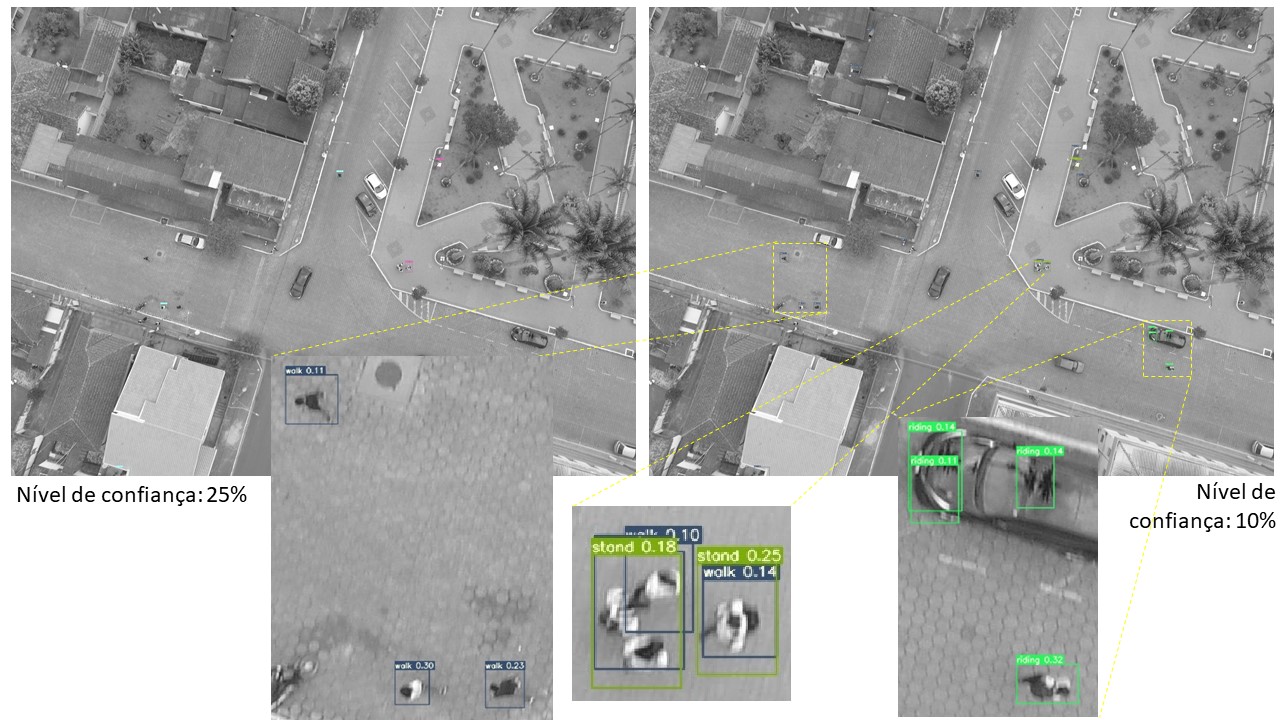 walk 0.11
riding 0.14
riding 0.14
riding 0.11
Nível de confiança: 25%
Nível de
confiança: 10%
walk 0.10
stand 0.18
stand 0.25
walk 0.14
walk 0.30
walk 0.23
riding 0.32